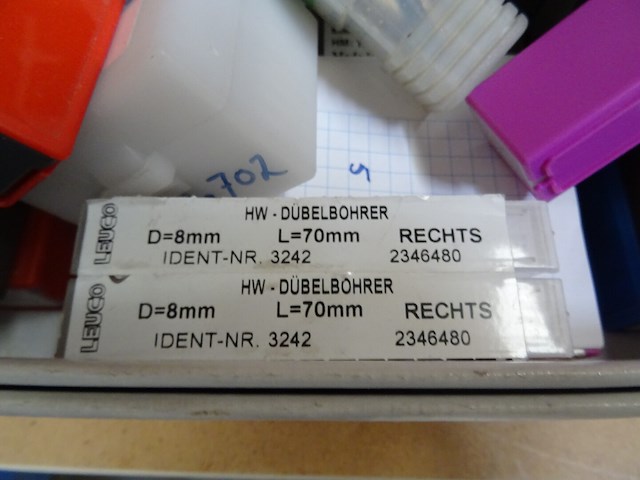 702
HW - DÜBELBOHRER
LEUCO
D=8mm L=70mm RECHTS
IDENT-NR. 3242 2346480
HW - DÜBELBOHRER
LEUCO
D=8mm L=70mm RECHTS
IDENT-NR. 3242 2346480